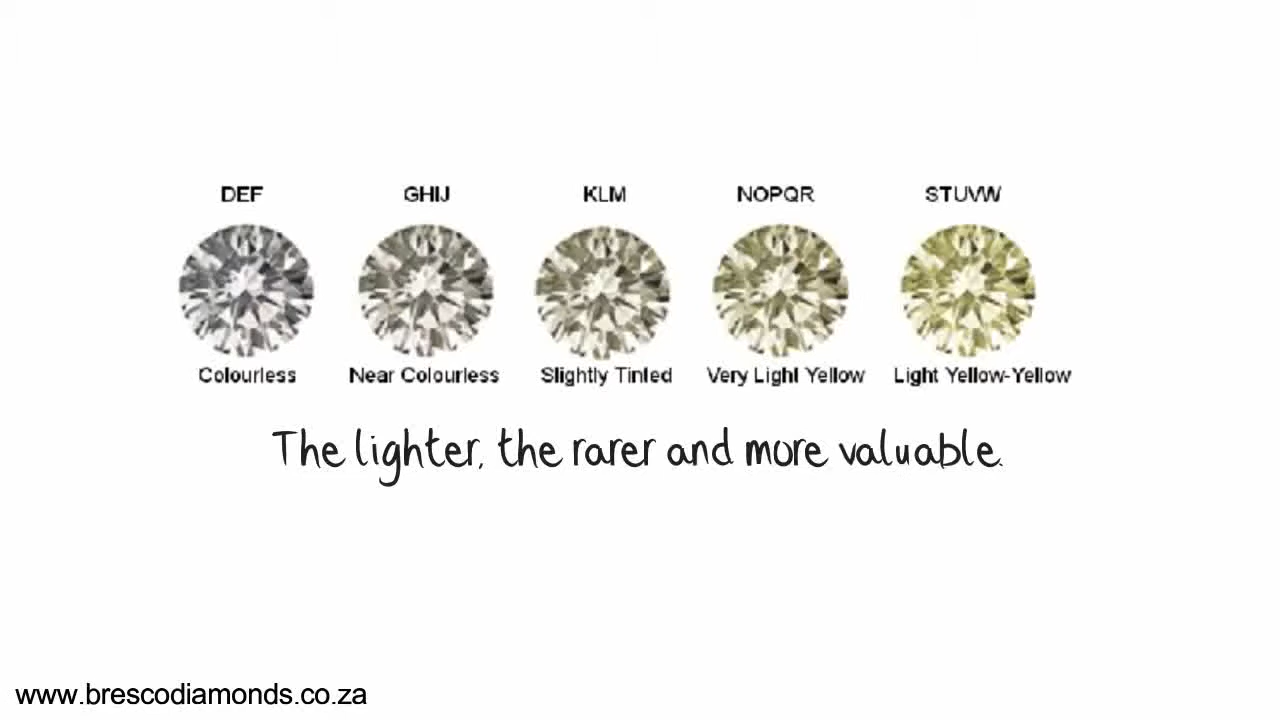 DEF GHIJ KLM NOPQR STUVW
Colourless Near Colourless Slightly Tinted Very Light Yellow Light Yellow-Yellow
The lighter, the rarer and more valuable.
www.brescodiamonds.co.za